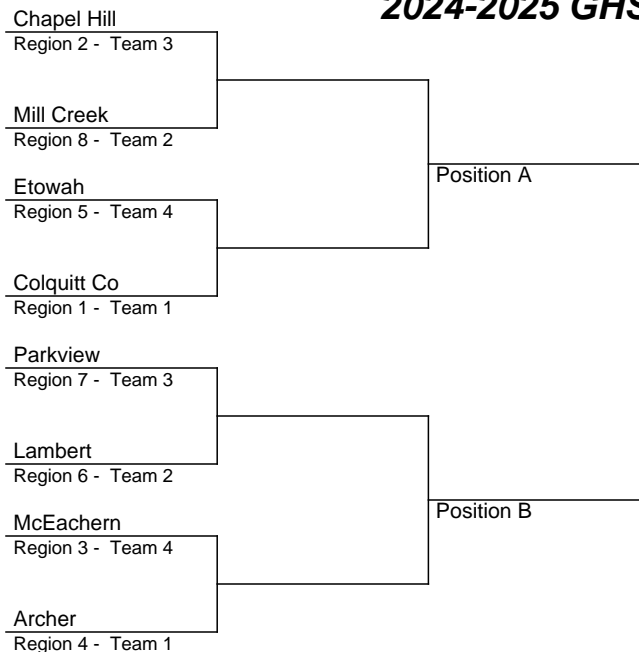 2024-2025 GHS
Chapel Hill
Region 2 - Team 3
Mill Creek
Region 8 - Team 2
Position A
Etowah
Region 5 - Team 4
Colquitt Co
Region 1 - Team 1
Parkview
Region 7 - Team 3
Lambert
Region 6 - Team 2
Position B
McEachern
Region 3 - Team 4
Archer
Region 4 - Team 1